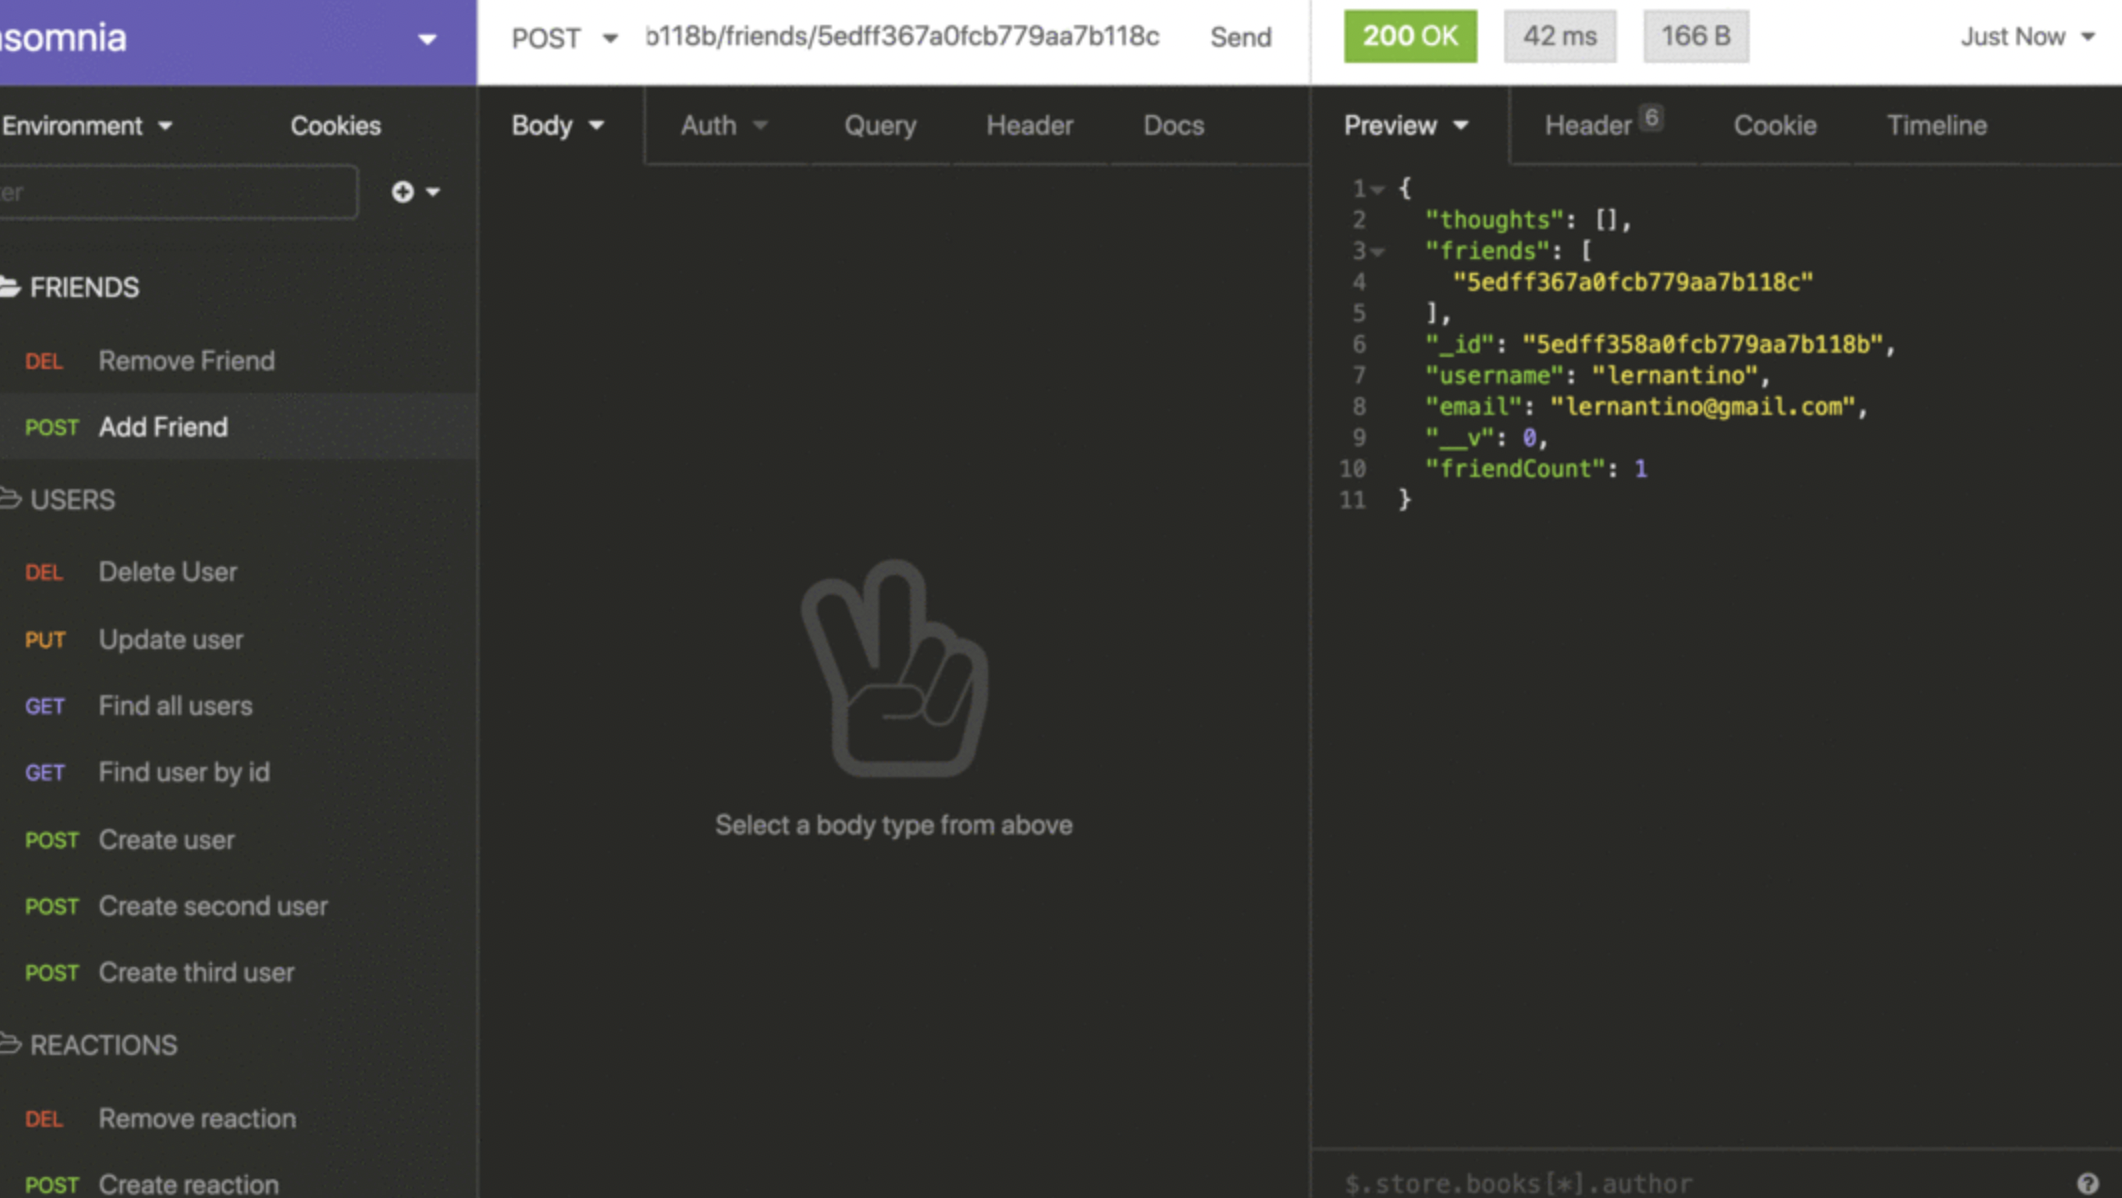 somnia
Environment
Cookies
FRIENDS
DEL Remove Friend
POST Add Friend
USERS
DEL Delete User
PUT Update user
GET Find all users
GET Find user by id
POST Create user
POST Create second user
POST Create third user
REACTIONS
DEL Remove reaction
POST Create reaction
POST b118b/friends/5edff367a0fcb779aa7b118c Send
Body Auth Query Header Docs
Select a body type from above
200 OK 42 ms 166 B Just Now
Preview Header 6 Cookie Timeline
1 {
2 "thoughts": [],
3 "friends": [
4 "5edff367a0fcb779aa7b118c"
5 ],
6 "_id": "5edff358a0fcb779aa7b118b",
7 "username": "lernantino",
8 "email": "lernantino@gmail.com",
9 "__v": 0,
10 "friendCount": 1
11 }
$.store.books[*].author